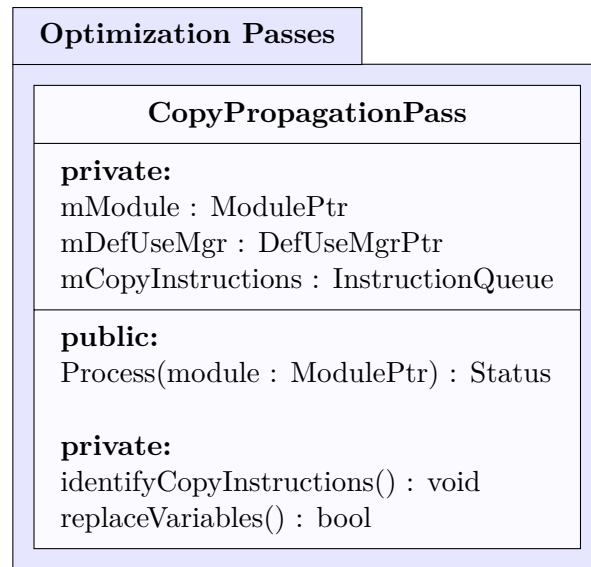 Optimization Passes
CopyPropagationPass
private:
mModule : ModulePtr
mDefUseMgr : DefUseMgrPtr
mCopyInstructions : InstructionQueue
public:
Process(module : ModulePtr) : Status
private:
identifyCopyInstructions() : void
replaceVariables() : bool